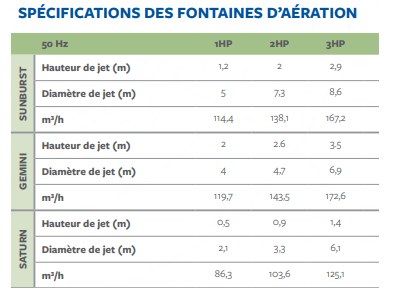 SPÉCIFICATIONS DES FONTAINES D'AÉRATION
50 Hz 1HP 2HP 3HP
SUNBURST
Hauteur de jet (m) 1,2 2 2,9
Diamètre de jet (m) 5 7,3 8,6
m³/h 114,4 138,1 167,2
GEMINI
Hauteur de jet (m) 2 2.6 3.5
Diamètre de jet (m) 4 4,7 6,9
m³/h 119,7 143,5 172,6
SATURN
Hauteur de jet (m) 0,5 0,9 1,4
Diamètre de jet (m) 2,1 3,3 6,1
m³/h 86,3 103,6 125,1